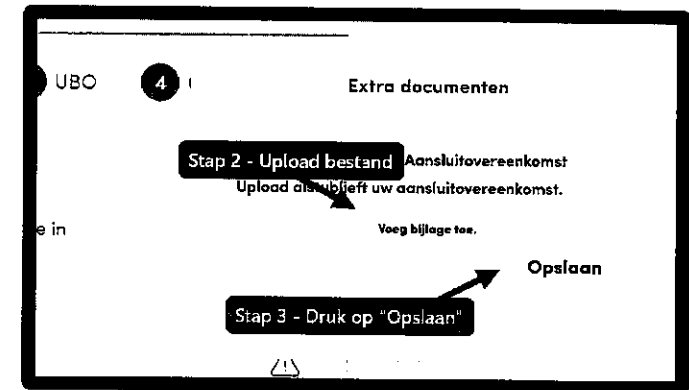 UBO
4
Extra documenten
Stap 2 - Upload bestand
Aansluitovereenkomst
Upload alstublieft uw aansluitovereenkomst.
e in
Voeg bijlage toe.
Opslaan
Stap 3 - Druk op "Opslaan"